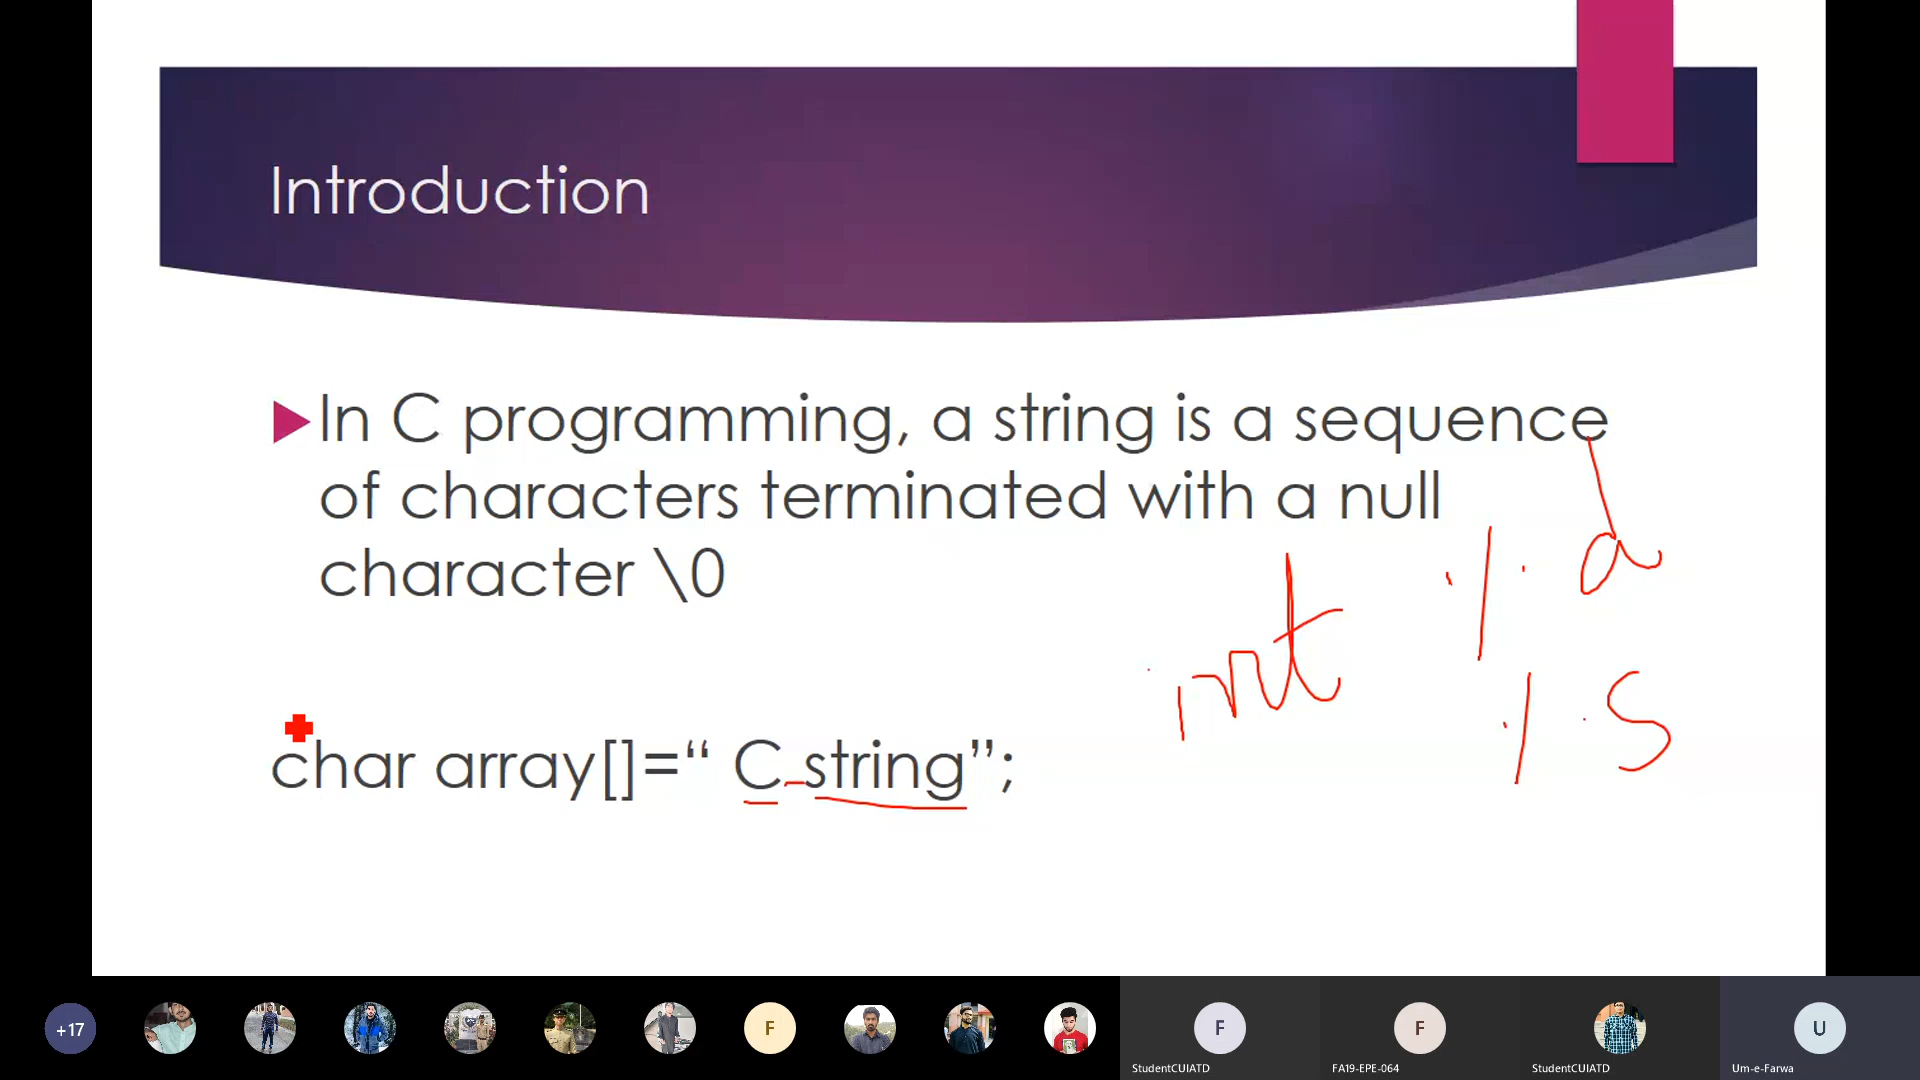 Introduction
In C programming, a string is a sequence
of characters terminated with a null
character \0
int % d
% s
char array[]=“ C string”;
+17
F
F
F
U
StudentCUIATD
FA19-EPE-064
StudentCUIATD
Um-e-Farwa